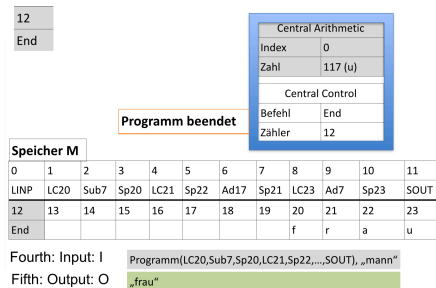 12
End
Central Arithmetic
Index 0
Zahl 117 (u)
Central Control
Befehl End
Zähler 12
Programm beendet
Speicher M
0 1 2 3 4 5 6 7 8 9 10 11
LINP LC20 Sub7 Sp20 LC21 Sp22 Ad17 Sp21 LC23 Ad7 Sp23 SOUT
12 13 14 15 16 17 18 19 20 21 22 23
End f r a u
Fourth: Input: I Programm(LC20,Sub7,Sp20,LC21,Sp22,...,SOUT), „mann“
Fifth: Output: O „frau“